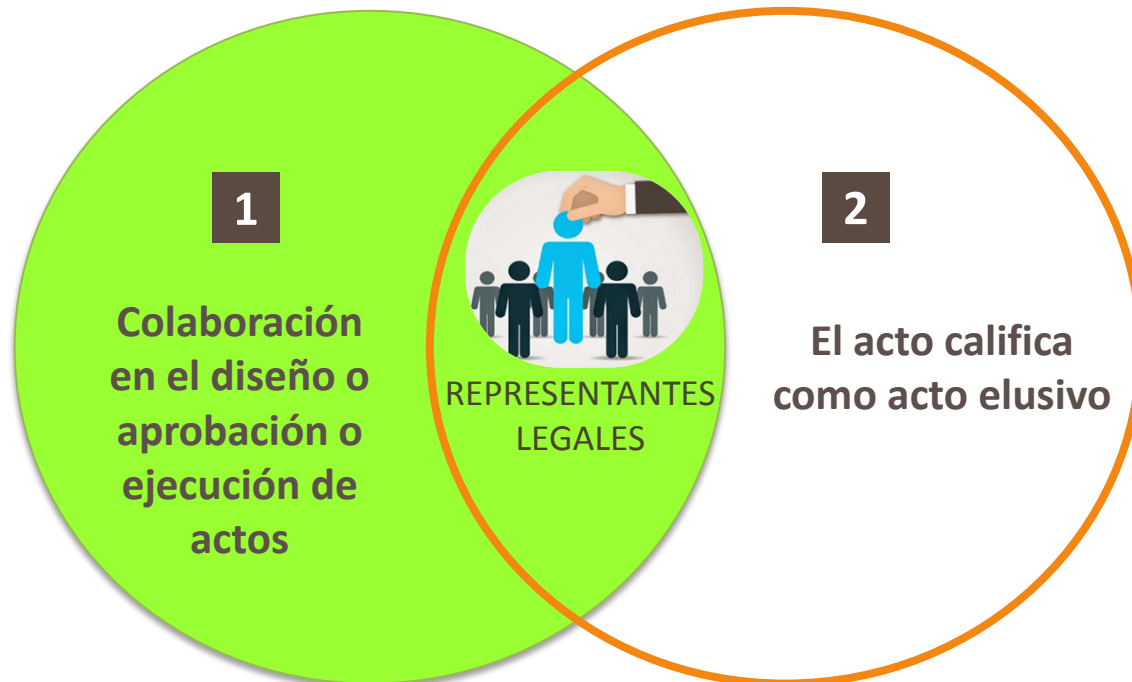 1
Colaboración
en el diseño o
aprobación o
ejecución de
actos
REPRESENTANTES
LEGALES
2
El acto califica
como acto elusivo